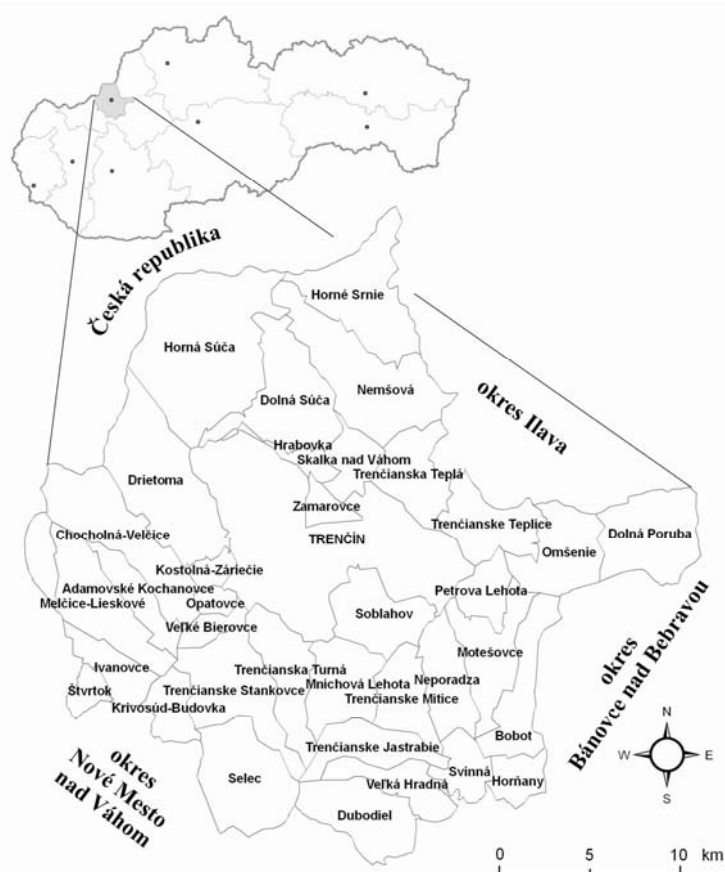 Česká republika
Horné Srnie
Horná Súča
Nemšová
okres Ilava
Dolná Súča
Hrabovka
Skalka nad Váhom
Trenčianska Teplá
Drietoma
Zamarovce
Trenčianske Teplice
Dolná Poruba
Chocholná-Velčice
TRENČÍN
Omšenie
Kostolná-Záriečie
Adamovské Kochanovce
Petrova Lehota
Melčice-Lieskové
Opatovce
Soblahov
Veľké Bierovce
Motešovce
okres
Bánovce nad Bebravou
Ivanovce
Trenčianska Turná
Štvrtok
Trenčianske Stankovce
Mnichová Lehota
Neporadza
Krivosúd-Budovka
Trenčianske Mitice
Bobot
N
W
E
S
okres
Nové Mesto
nad Váhom
Trenčianske Jastrabie
Selec
Svinná
Veľká Hradná
Horňany
Dubodiel
0 5 10 km